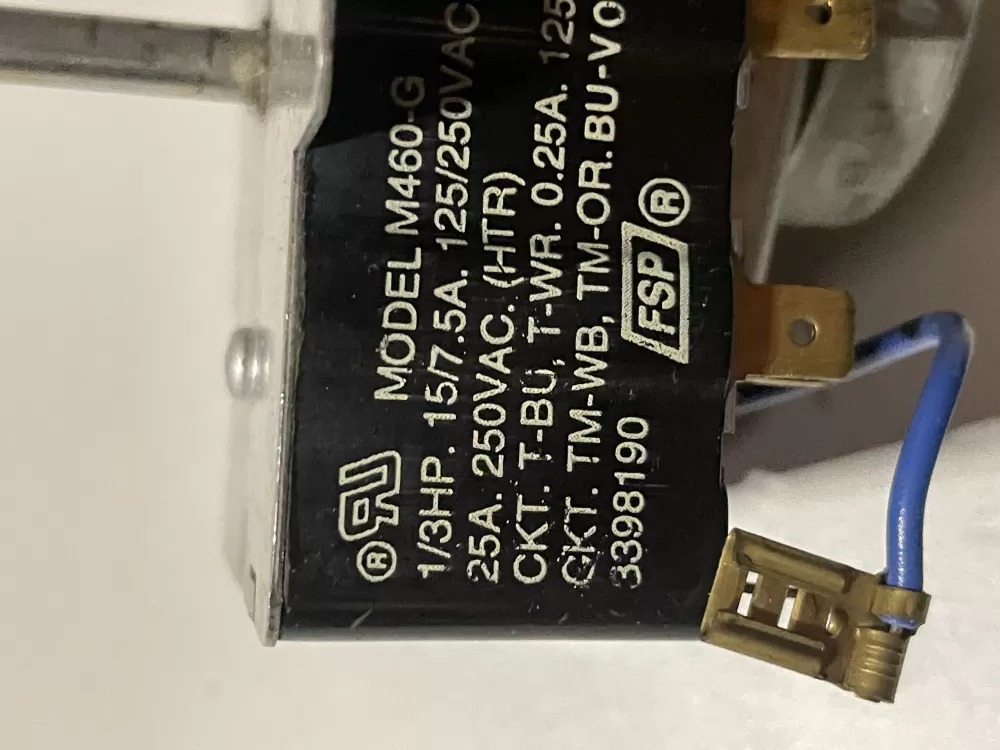 MODEL M460-G
1/3HP. 15/7.5A. 125/250VAC.
25A. 250VAC. (HTR)
CKT. T-BU, T-WR. 0.25A. 125
CKT. TM-WB, TM-OR. BU-V 0
3398190 FSP ®